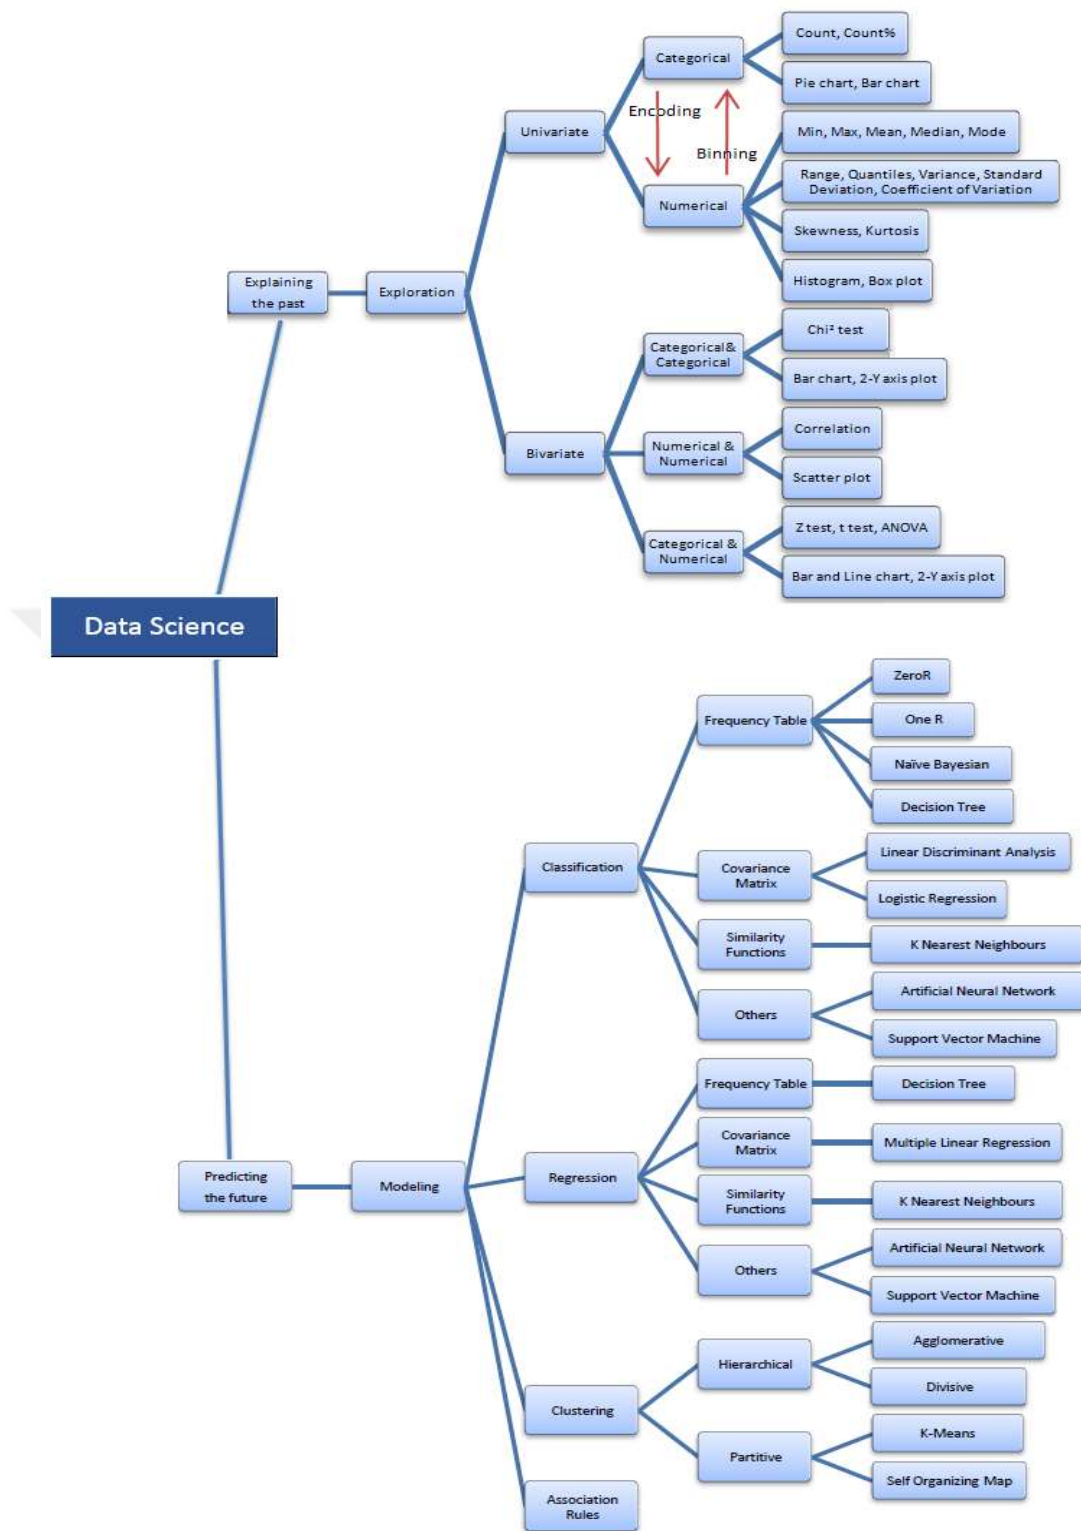 Categorical
Count, Count%
Pie chart, Bar chart
Encoding
Univariate
Min, Max, Mean, Median, Mode
Binning
Range, Quantiles, Variance, Standard
Deviation, Coefficient of Variation
Numerical
Skewness, Kurtosis
Histogram, Box plot
Explaining
the past
Exploration
Chi² test
Categorical&
Categorical
Bar chart, 2-Y axis plot
Correlation
Bivariate
Numerical &
Numerical
Scatter plot
Z test, t test, ANOVA
Categorical &
Numerical
Bar and Line chart, 2-Y axis plot
Data Science
ZeroR
Frequency Table
One R
Naïve Bayesian
Decision Tree
Classification
Linear Discriminant Analysis
Covariance
Matrix
Logistic Regression
Similarity
Functions
K Nearest Neighbours
Artificial Neural Network
Others
Support Vector Machine
Frequency Table
Decision Tree
Covariance
Matrix
Multiple Linear Regression
Predicting
the future
Modeling
Regression
Similarity
Functions
K Nearest Neighbours
Artificial Neural Network
Others
Support Vector Machine
Agglomerative
Hierarchical
Divisive
Clustering
K-Means
Partitive
Self Organizing Map
Association
Rules